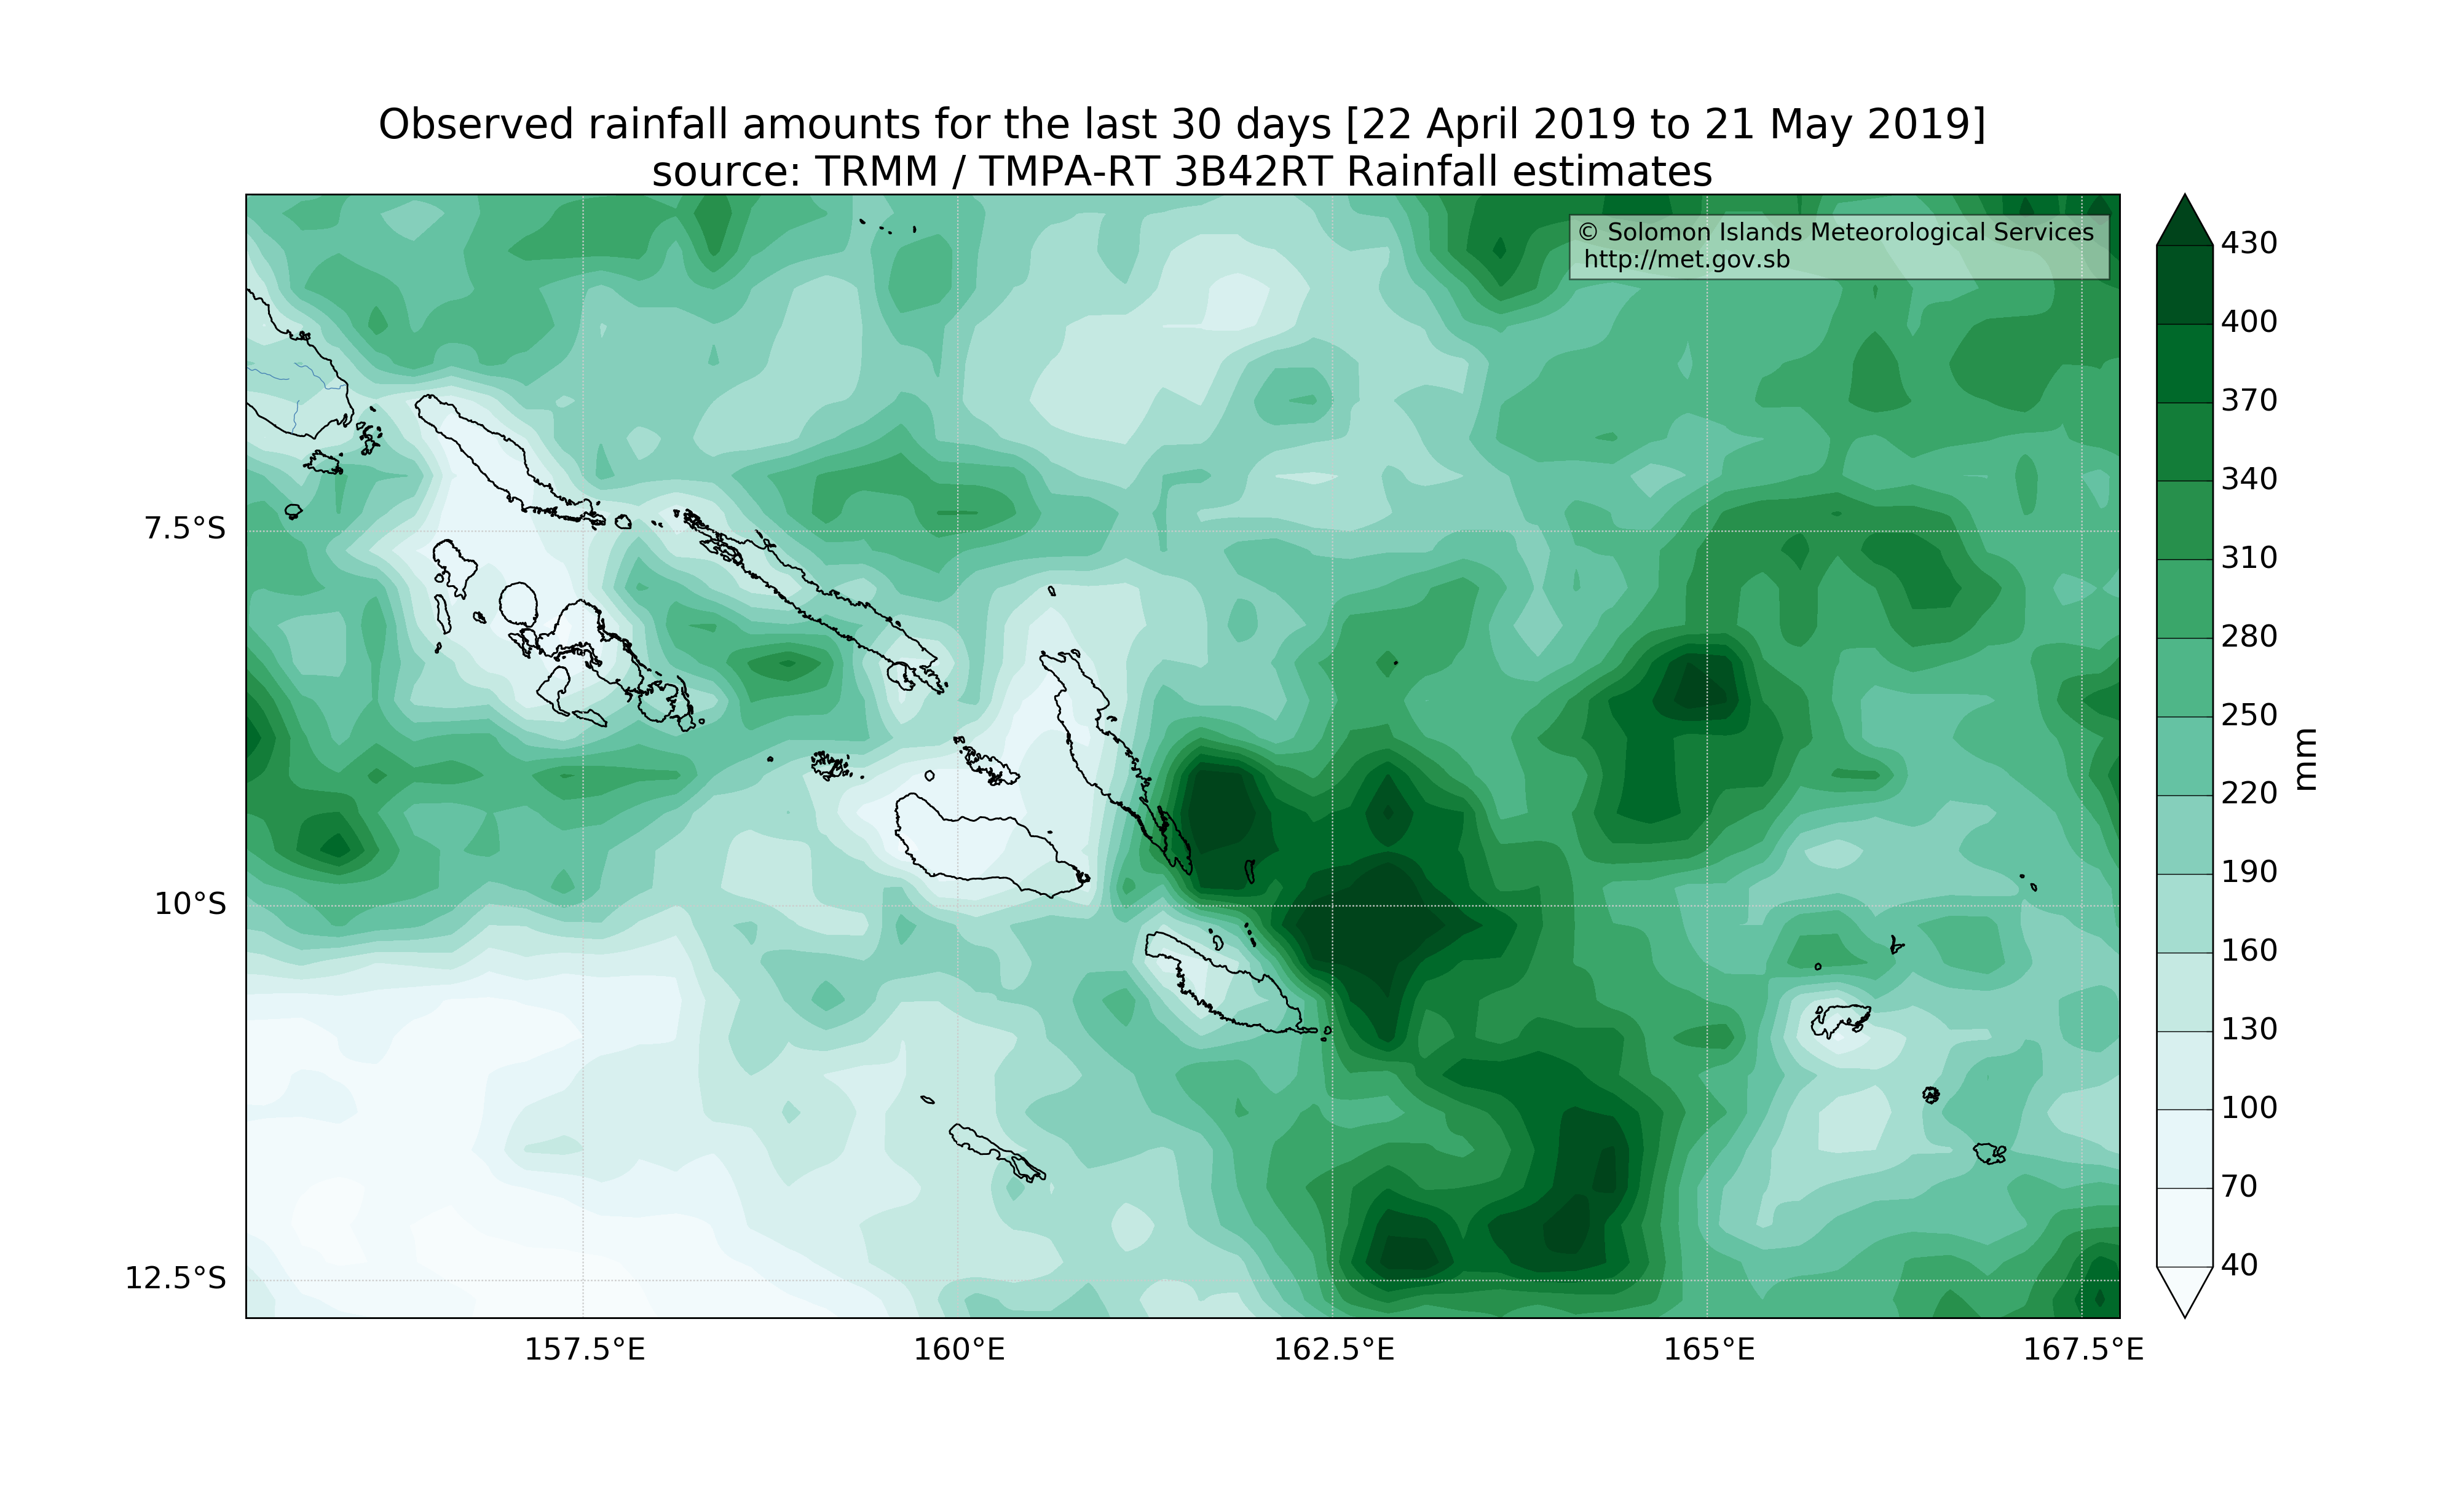 Observed rainfall amounts for the last 30 days [22 April 2019 to 21 May 2019]
source: TRMM / TMPA-RT 3B42RT Rainfall estimates
© Solomon Islands Meteorological Services
http://met.gov.sb
7.5°S
10°S
12.5°S
157.5°E
160°E
162.5°E
165°E
167.5°E
430
400
370
340
310
280
250
220
190
160
130
100
70
40
mm